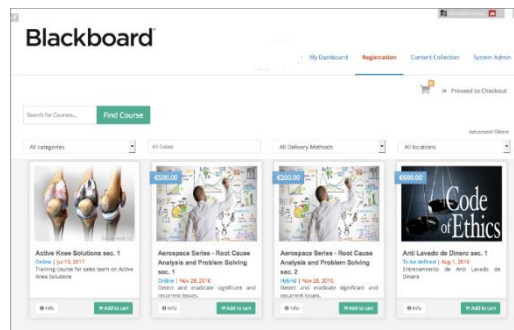 Blackboard
My Dashboard
Registration
Content Collection
System Admin
Proceed to Checkout
Search for Courses...
Find Course
Advanced Filters
All categories
All Dates
All Delivery Methods
All locations
€500.00
€200.00
€600.00
Code
of Ethics
Active Knee Solutions sec. 1
Online | Jul 10, 2017
Training course for sales team on Active
Knee Solutions
Info
Add to cart
Aerospace Series - Root Cause
Analysis and Problem Solving
sec. 1
Online | Nov 28, 2016
Detect and eradicate significant and
recurrent issues.
Info
Add to cart
Aerospace Series - Root Cause
Analysis and Problem Solving
sec. 2
Hybrid | Nov 28, 2016
Detect and eradicate significant and
recurrent issues.
Info
Add to cart
Anti Lavado de Dinero sec. 1
To be defined | Aug 1, 2016
Entrenamiento de Anti Lavado de
Dinero
Info
Add to cart